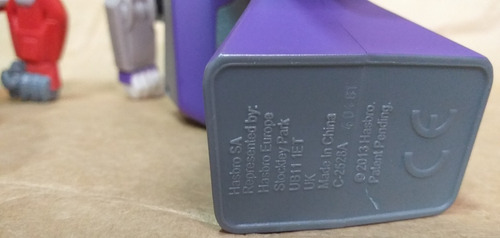 Hasbro SA
Represented by:
Hasbro Europe
Stockley Park
UB11 1ET
UK
Made in China
C-2523A
© 2013 Hasbro.
Patent Pending.
CE